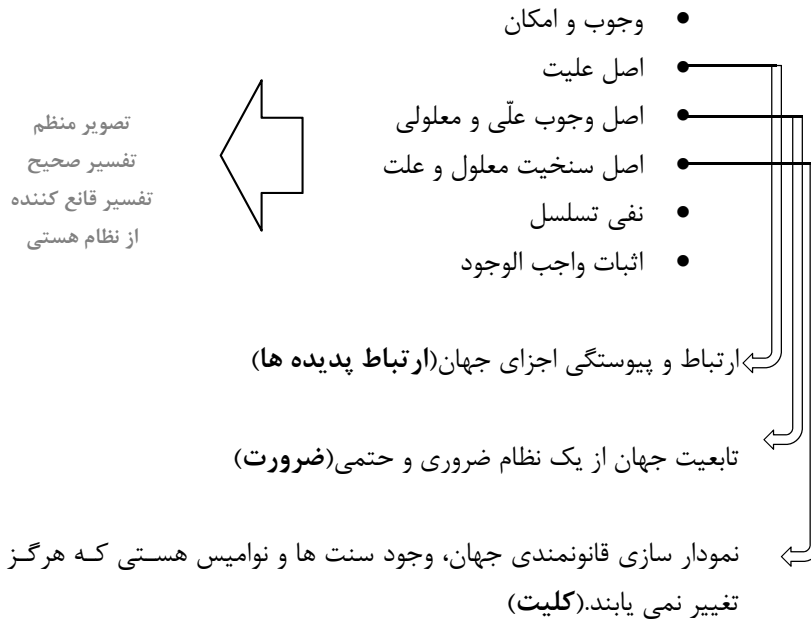 وجوب و امکان
اصل علیت
اصل وجوب علّی و معلولی
اصل سنخیت معلول و علت
نفی تسلسل
اثبات واجب الوجود
تصویر منظم
تفسیر صحیح
تفسیر قانع کننده
از نظام هستی
ارتباط و پیوستگی اجزای جهان(ارتباط پدیده ها)
تابعیت جهان از یک نظام ضروری و حتمی(ضرورت)
نمودار سازی قانونمندی جهان، وجود سنت ها و نوامیس هستی که هرگز
تغییر نمی یابند.(کلیت)